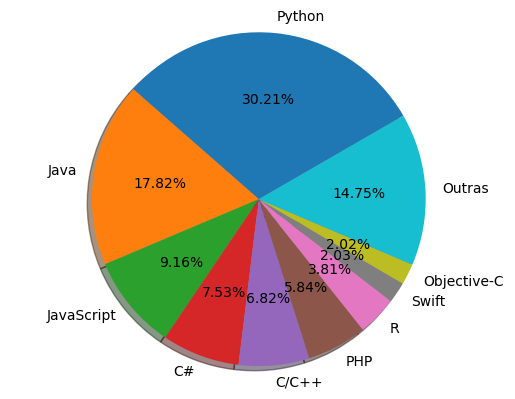 Python
30.21%
Java
17.82%
14.75%
Outras
2.02%
2.03%
9.16%
3.81%
Objective-C
5.84%
7.53%
6.82%
Swift
JavaScript
R
PHP
C#
C/C++